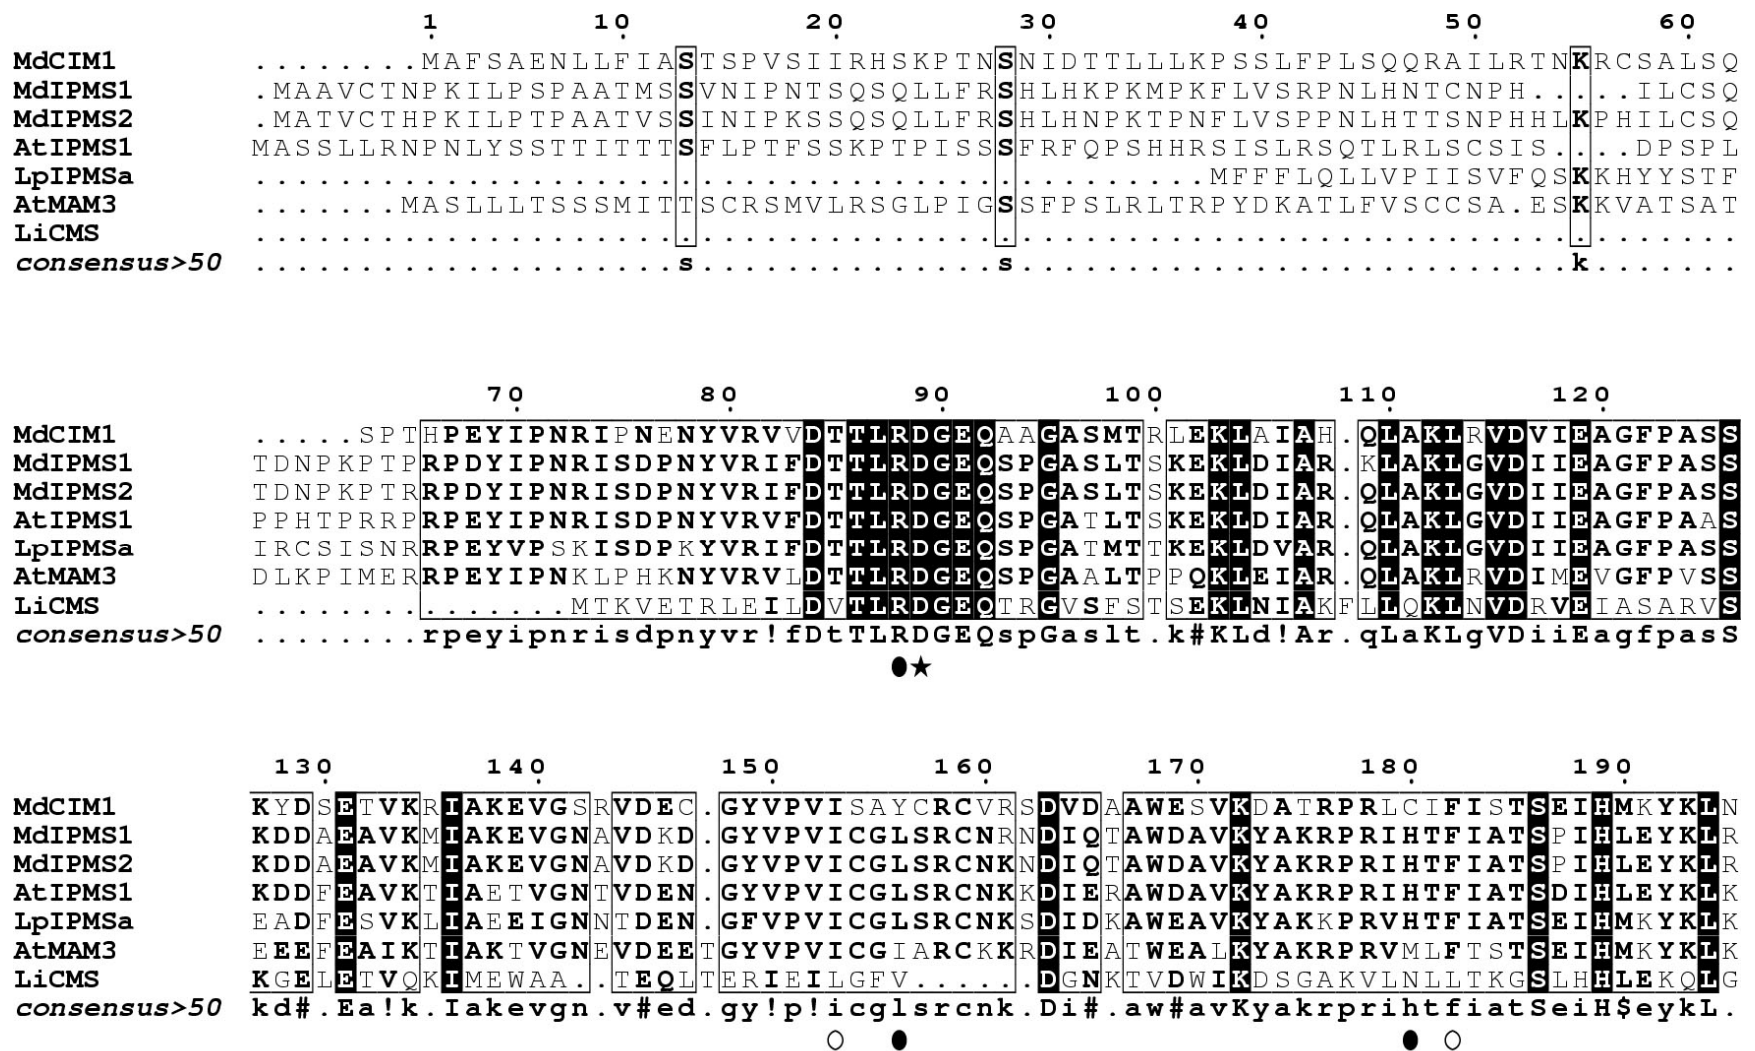 1 10 20 30 40 50 60
MdCIM1 ........MAFSAENLLFIASTSPVSIIRHSKPTNSNIDTTLLLKPSSLFPLSQQRAILRTNKRCSALSQ
MdIPMS1 .MAAVCTNPKILPSPAATMSSVNIPNTSQSQLLFRSHLHKPKMPKFLVSRPNLHNTCNPH.....ILCSQ
MdIPMS2 .MATVCTHPKILPTPAATVSSINIPKSSQSQLLFRSHLHNPKTPNFLVSPPNLHTTSNPHHLKPHILCSQ
AtIPMS1 MASSLLRNPNLYSSTTITTTSFLPTFSSKPTPISSSFRFQPSHHRSISLRSQTLRLSCSIS....DPSPL
LpIPMSa .............................................MFFFLQLLVPIISVFQSKKHYYSTF
AtMAM3 .......MASLLLTSSSMITTSCRSMVLRSGLPIGSSFPSLRLTRPYDKATLFVSCCSA.ESKKVATSAT
LiCMS ......................................................................
consensus>50 ....................s..............s..........................k.......
70 80 90 100 110 120
MdCIM1 .....SPTHPEYIPNRIPNENYVRVVDTTLRDGEQAAGASMTRLEKLAIAH.QLAKLRVDVIEAGFPASS
MdIPMS1 TDNPKPTPRPDYIPNRISDPNYVRIFDTTLRDGEQSPGASLTSKEKLDIAR.KLAKLGVDIIEAGFPASS
MdIPMS2 TDNPKPTRRPDYIPNRISDPNYVRIFDTTLRDGEQSPGASLTSKEKLDIAR.QLAKLGVDIIEAGFPASS
AtIPMS1 PPHTPRRPRPEYIPNRISDPNYVRVFDTTLRDGEQSPGATLTSKEKLDIAR.QLAKLGVDIIEAGFPAAS
LpIPMSa IRCSISNRRPEYVPSKISDPKYVRIFDTTLRDGEQSPGATMTTKEKLDVAR.QLAKLGVDIIEAGFPASS
AtMAM3 DLKPIMERRPEYIPNKLPHKNYVRVLDTTLRDGEQSPGAALTPPQKLEIAR.QLAKLRVDIMEVGFPVSS
LiCMS ...............MTKVETRLEILDVTLRDGEQTRGVSFSTSEKLNIAKFLLQKLNVDRVEIASARVS
consensus>50 ........rpeyipnrisdpnyvr!fDtTLRDGEQspGaslt.k#KLd!Ar.qLaKLgVDiiEagfpasS
130 140 150 160 170 180 190
MdCIM1 KYDSETVKRIAKEVGSRVDEC.GYVPVISAYCRCVRSDVDAAWESVKDATRPRLCIFISTSEIHMKYKLN
MdIPMS1 KDDAEAVKMIAKEVGNAVDKD.GYVPVICGLSRCNRNDIQTAWDAVKYAKRPRIHTFIATSPIHLEYKLR
MdIPMS2 KDDAEAVKMIAKEVGNAVDKD.GYVPVICGLSRCNKNDIQTAWDAVKYAKRPRIHTFIATSPIHLEYKLR
AtIPMS1 KDDFEAVKTIAETVGNTVDEN.GYVPVICGLSRCNKKDIERAWDAVKYAKRPRIHTFIATSDIHLEYKLK
LpIPMSa EADFESVKLIAEEIGNNTDEN.GFVPVICGLSRCNKSDIDKAWEAVKYAKKPRVHTFIATSEIHMKYKLK
AtMAM3 EEEFEAIKTIAKTVGNEVDEETGYVPVICGIARCKKRDIEATWEALKYAKRPRVMLFTSTSEIHMKYKLK
LiCMS KGELETVQKIMEWAA..TEQLTERIEILGFV......DGNKTVDWIKDSGAKVLNLLTKGSLHHLEKQLG
consensus>50 kd#.Ea!k.Iakevgn.v#ed.gy!p!icglsrcnk.Di#.aw#avKyakrprihtfiatSeiH$eykL.